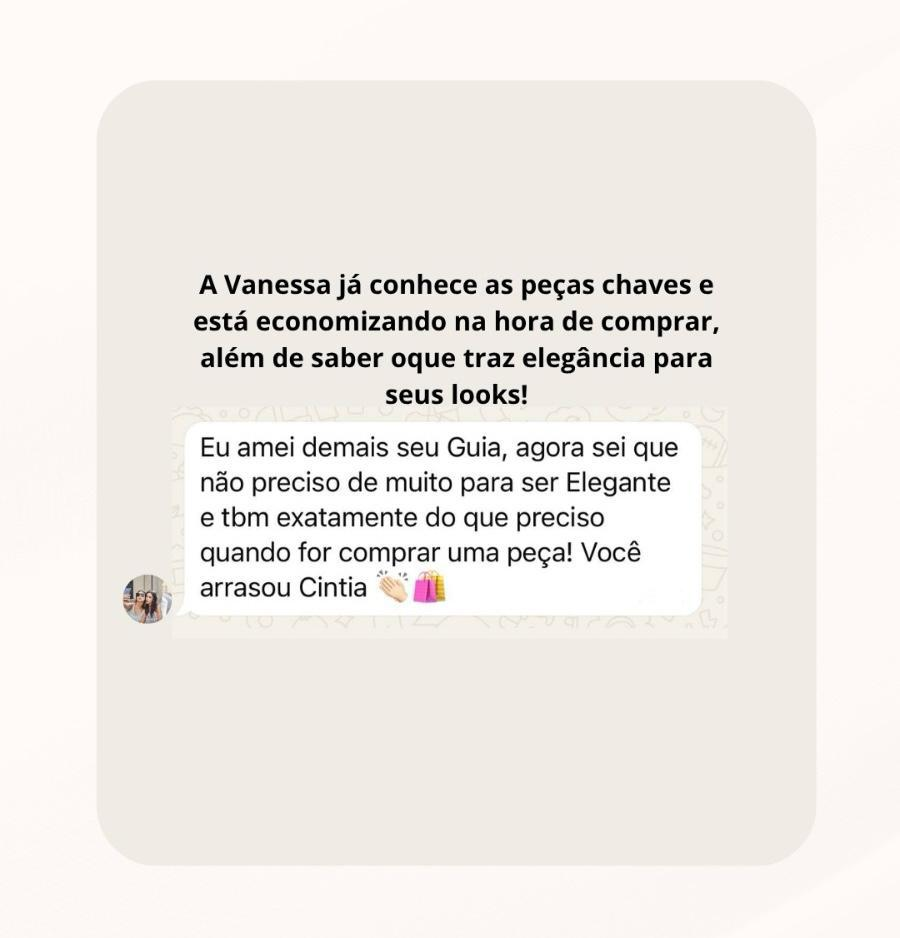 A Vanessa já conhece as peças chaves e
está economizando na hora de comprar,
além de saber oque traz elegância para
seus looks!
Eu amei demais seu Guia, agora sei que
não preciso de muito para ser Elegante
e tbm exatamente do que preciso
quando for comprar uma peça! Você
arrasou Cintia 👏🏻🛍️